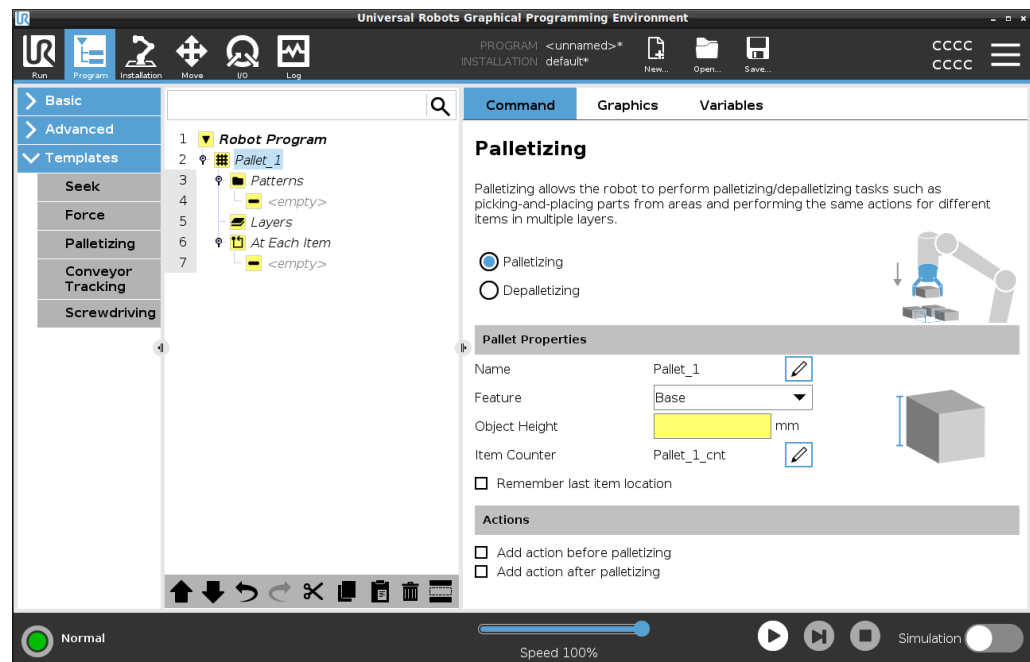 Universal Robots Graphical Programming Environment
UR
Run
Program
Installation
Move
I/O
Log
PROGRAM <unnamed>*
INSTALLATION default*
New...
Open...
Save...
CCCC
CCCC
Basic
Advanced
Templates
Seek
Force
Palletizing
Conveyor
Tracking
Screwdriving
1 Robot Program
2 Pallet_1
3 Patterns
4 <empty>
5 Layers
6 At Each Item
7 <empty>
Command Graphics Variables
Palletizing
Palletizing allows the robot to perform palletizing/depalletizing tasks such as
picking-and-placing parts from areas and performing the same actions for different
items in multiple layers.
Palletizing
Depalletizing
Pallet Properties
Name Pallet_1
Feature Base
Object Height mm
Item Counter Pallet_1_cnt
Remember last item location
Actions
Add action before palletizing
Add action after palletizing
Normal
Speed 100%
Simulation